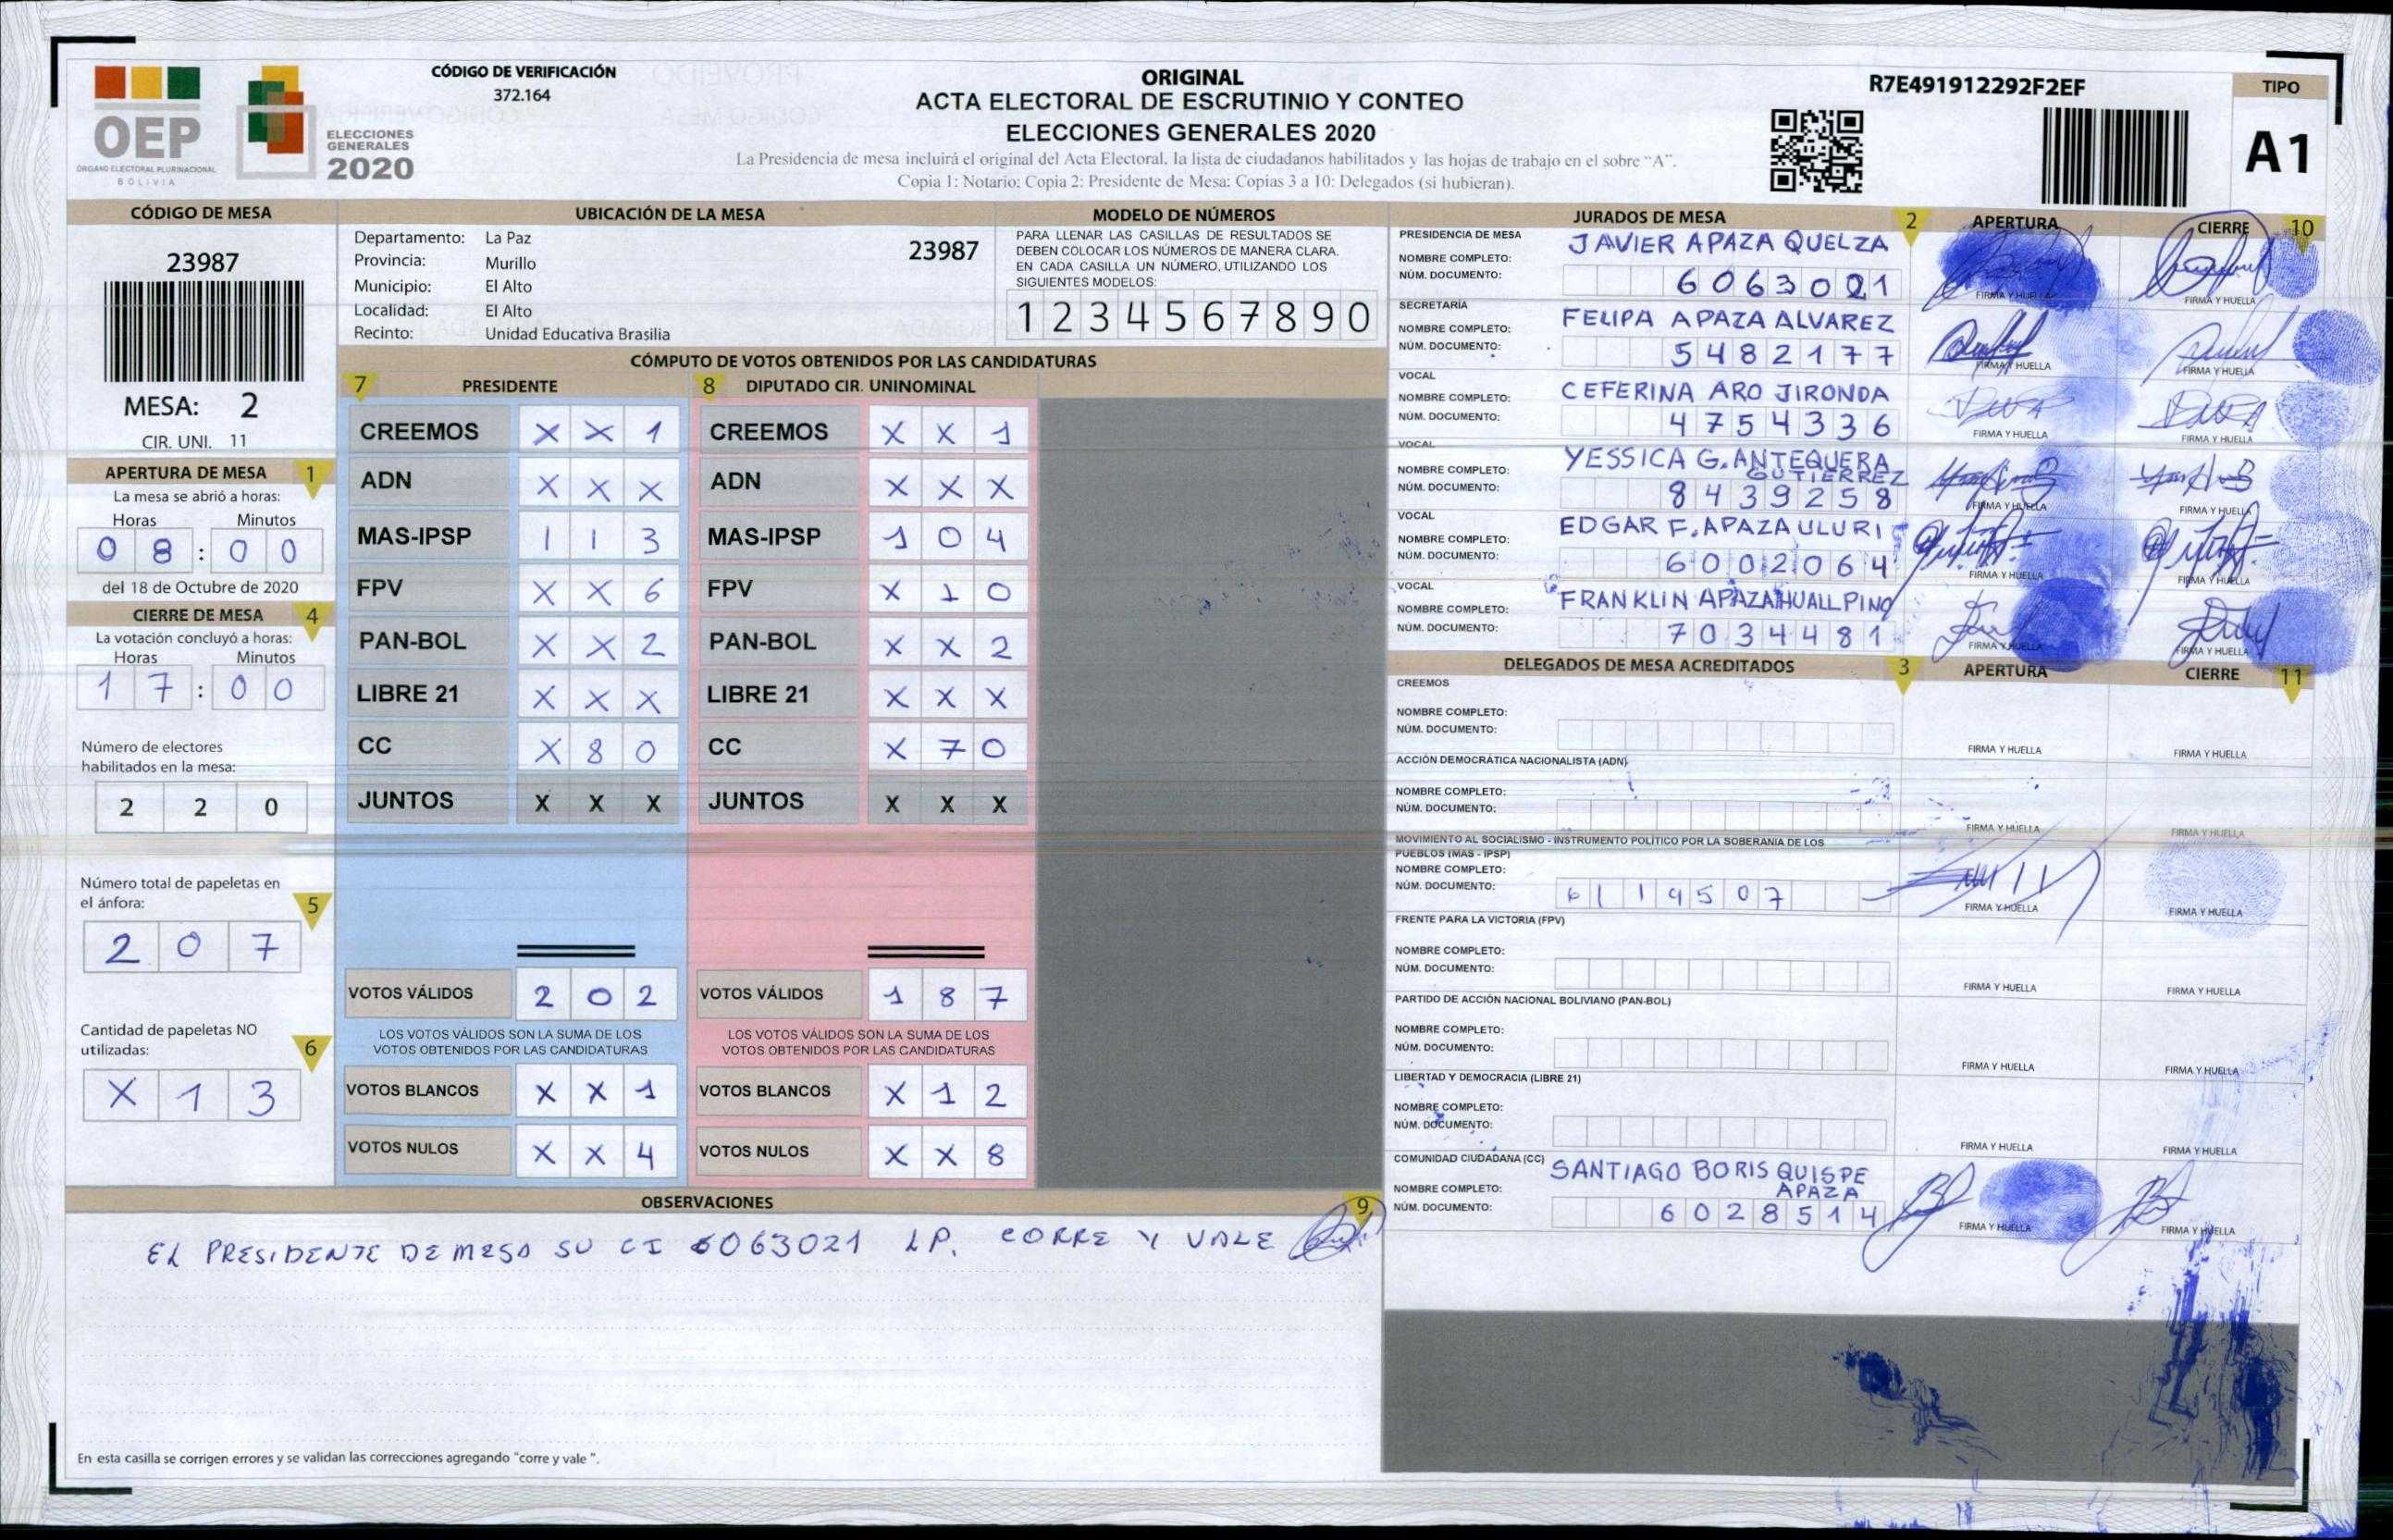 OEP
ÓRGANO ELECTORAL PLURINACIONAL
BOLIVIA
ELECCIONES
GENERALES
2020
CÓDIGO DE VERIFICACIÓN
372.164
ORIGINAL
ACTA ELECTORAL DE ESCRUTINIO Y CONTEO
ELECCIONES GENERALES 2020
La Presidencia de mesa incluirá el original del Acta Electoral, la lista de ciudadanos habilitados y las hojas de trabajo en el sobre "A".
Copia 1: Notario: Copia 2: Presidente de Mesa: Copias 3 a 10: Delegados (si hubieran).
R7E491912292F2EF
TIPO
A1
CÓDIGO DE MESA
23987
MESA: 2
CIR. UNI. 11
APERTURA DE MESA 1
La mesa se abrió a horas:
Horas Minutos
0 8 : 0 0
del 18 de Octubre de 2020
CIERRE DE MESA 4
La votación concluyó a horas:
Horas Minutos
1 7 : 0 0
Número de electores
habilitados en la mesa:
2 2 0
Número total de papeletas en
el ánfora: 5
2 0 7
Cantidad de papeletas NO
utilizadas: 6
X 1 3
UBICACIÓN DE LA MESA
Departamento: La Paz
Provincia: Murillo
Municipio: El Alto
Localidad: El Alto
Recinto: Unidad Educativa Brasilia
23987
MODELO DE NÚMEROS
PARA LLENAR LAS CASILLAS DE RESULTADOS SE
DEBEN COLOCAR LOS NÚMEROS DE MANERA CLARA.
EN CADA CASILLA UN NÚMERO, UTILIZANDO LOS
SIGUIENTES MODELOS:
1 2 3 4 5 6 7 8 9 0
CÓMPUTO DE VOTOS OBTENIDOS POR LAS CANDIDATURAS
7 PRESIDENTE 8 DIPUTADO CIR. UNINOMINAL
CREEMOS X X 1 CREEMOS X X 1
ADN X X X ADN X X X
MAS-IPSP 1 1 3 MAS-IPSP 1 0 4
FPV X X 6 FPV X 1 0
PAN-BOL X X 2 PAN-BOL X X 2
LIBRE 21 X X X LIBRE 21 X X X
CC X 8 0 CC X 7 0
JUNTOS X X X JUNTOS X X X
VOTOS VÁLIDOS 2 0 2 VOTOS VÁLIDOS 1 8 7
LOS VOTOS VÁLIDOS SON LA SUMA DE LOS LOS VOTOS VÁLIDOS SON LA SUMA DE LOS
VOTOS OBTENIDOS POR LAS CANDIDATURAS VOTOS OBTENIDOS POR LAS CANDIDATURAS
VOTOS BLANCOS X X 1 VOTOS BLANCOS X 1 2
VOTOS NULOS X X 4 VOTOS NULOS X X 8
OBSERVACIONES 9
EL PRESIDENTE DE MESO SU CI 6063021 LP. CORRE Y VALE
En esta casilla se corrigen errores y se validan las correcciones agregando "corre y vale ".
JURADOS DE MESA 2 APERTURA CIERRE 10
PRESIDENCIA DE MESA
NOMBRE COMPLETO: JAVIER APAZA QUELZA
NÚM. DOCUMENTO: 6063021 FIRMA Y HUELLA FIRMA Y HUELLA
SECRETARÍA
NOMBRE COMPLETO: FELIPA APAZA ALVAREZ
NÚM. DOCUMENTO: 5482177 FIRMA Y HUELLA FIRMA Y HUELLA
VOCAL
NOMBRE COMPLETO: CEFERINA ARO JIRONDA
NÚM. DOCUMENTO: 4754336 FIRMA Y HUELLA FIRMA Y HUELLA
VOCAL
NOMBRE COMPLETO: YESSICA G. ANTEQUERA
GUTIERREZ
NÚM. DOCUMENTO: 8439258 FIRMA Y HUELLA FIRMA Y HUELLA
VOCAL
NOMBRE COMPLETO: EDGAR F. APAZA ULURI
NÚM. DOCUMENTO: 6002064 FIRMA Y HUELLA FIRMA Y HUELLA
VOCAL
NOMBRE COMPLETO: FRANKLIN APAZA HUALLPINO
NÚM. DOCUMENTO: 7034481 FIRMA Y HUELLA FIRMA Y HUELLA
DELEGADOS DE MESA ACREDITADOS 3 APERTURA CIERRE 11
CREEMOS
NOMBRE COMPLETO:
NÚM. DOCUMENTO: FIRMA Y HUELLA FIRMA Y HUELLA
ACCIÓN DEMOCRÁTICA NACIONALISTA (ADN)
NOMBRE COMPLETO:
NÚM. DOCUMENTO: FIRMA Y HUELLA FIRMA Y HUELLA
MOVIMIENTO AL SOCIALISMO - INSTRUMENTO POLÍTICO POR LA SOBERANIA DE LOS
PUEBLOS (MAS - IPSP)
NOMBRE COMPLETO:
NÚM. DOCUMENTO: 6114507 FIRMA Y HUELLA FIRMA Y HUELLA
FRENTE PARA LA VICTORIA (FPV)
NOMBRE COMPLETO:
NÚM. DOCUMENTO: FIRMA Y HUELLA FIRMA Y HUELLA
PARTIDO DE ACCIÓN NACIONAL BOLIVIANO (PAN-BOL)
NOMBRE COMPLETO:
NÚM. DOCUMENTO: FIRMA Y HUELLA FIRMA Y HUELLA
LIBERTAD Y DEMOCRACIA (LIBRE 21)
NOMBRE COMPLETO:
NÚM. DOCUMENTO: FIRMA Y HUELLA FIRMA Y HUELLA
COMUNIDAD CIUDADANA (CC)
NOMBRE COMPLETO: SANTIAGO BORIS QUISPE
APAZA
NÚM. DOCUMENTO: 6028514 FIRMA Y HUELLA FIRMA Y HUELLA